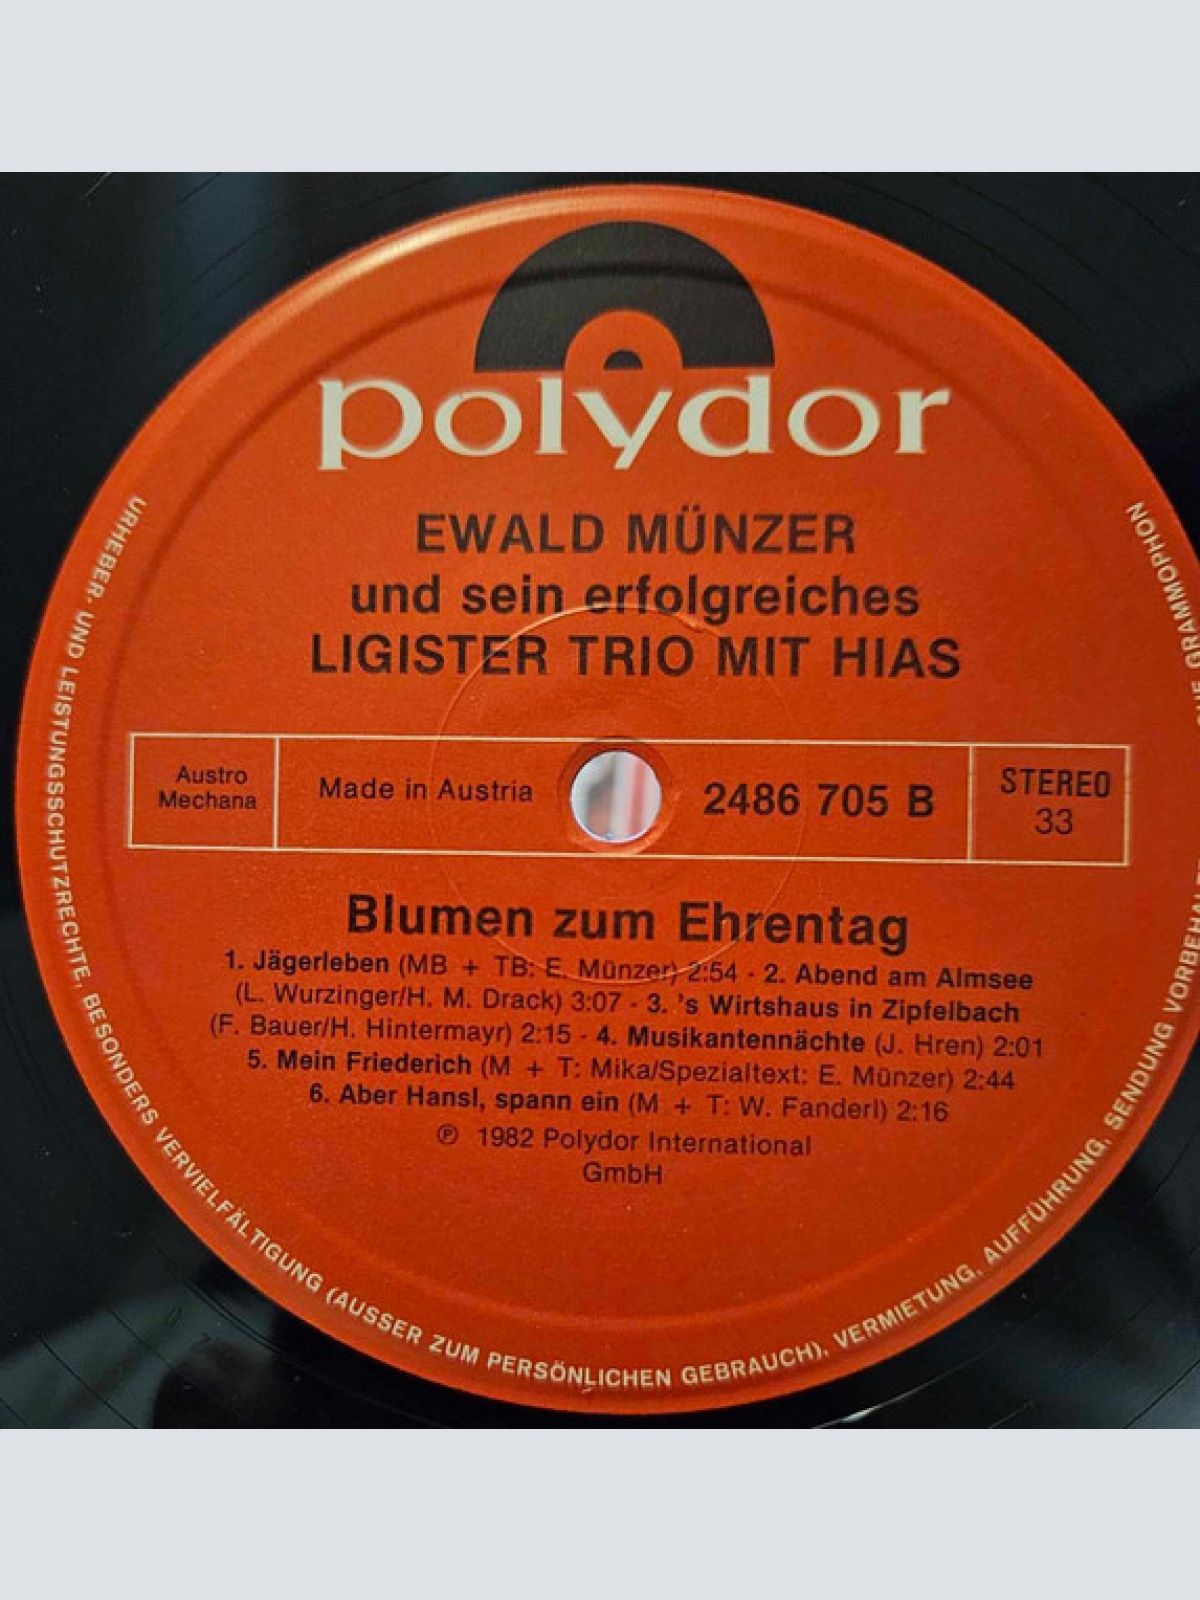 polydor
EWALD MÜNZER
und sein erfolgreiches
LIGISTER TRIO MIT HIAS
Austro
Mechana
Made in Austria
2486 705 B
STEREO
33
Blumen zum Ehrentag
1. Jägerleben (MB + TB: E. Münzer) 2:54 - 2. Abend am Almsee
(L. Wurzinger/H. M. Drack) 3:07 - 3. 's Wirtshaus in Zipfelbach
(F. Bauer/H. Hintermayr) 2:15 - 4. Musikantennächte (J. Hren) 2:01
5. Mein Friederich (M + T: Mika/Spezialtext: E. Münzer) 2:44
6. Aber Hansl, spann ein (M + T: W. Fanderl) 2:16
℗ 1982 Polydor International
GmbH
URHEBER- UND LEISTUNGSSCHUTZRECHTE, BESONDERS VERVIELFÄLTIGUNG (AUSSER ZUM PERSÖNLICHEN GEBRAUCH), VERMIETUNG, AUFFÜHRUNG, SENDUNG GRAMMOPHON